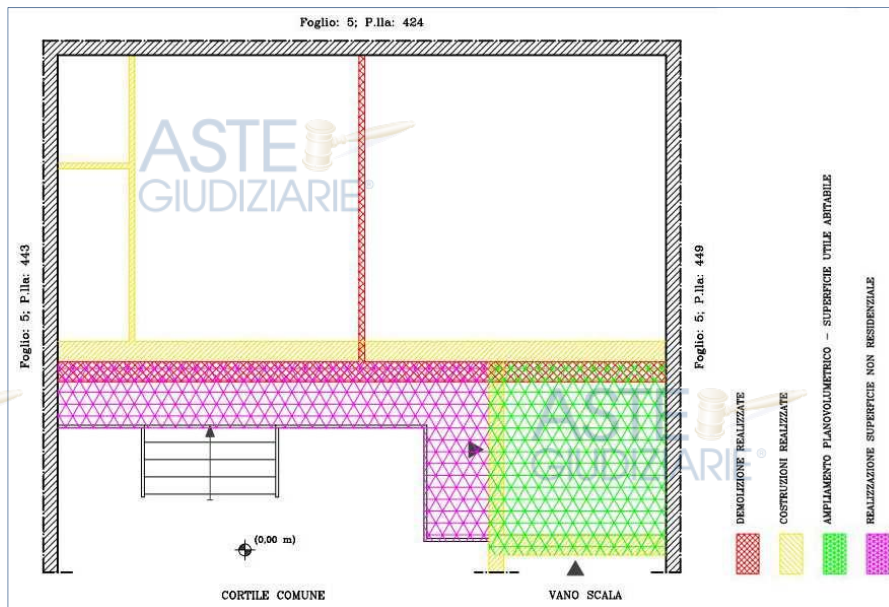 Foglio: 5; P.lla: 424
ASTE
GIUDIZIARIE®
Foglio: 5; P.lla: 443
Foglio: 5; P.lla: 449
ASTE
GIUDIZIARIE®
DEMOLIZIONE REALIZZATE
COSTRUZIONI REALIZZATE
AMPLIAMENTO PLANOVOLUMETRICO - SUPERFICIE UTILE ABITABILE
REALIZZAZIONE SUPERFICIE NON RESIDENZIALE
(0,00 m)
CORTILE COMUNE
VANO SCALA